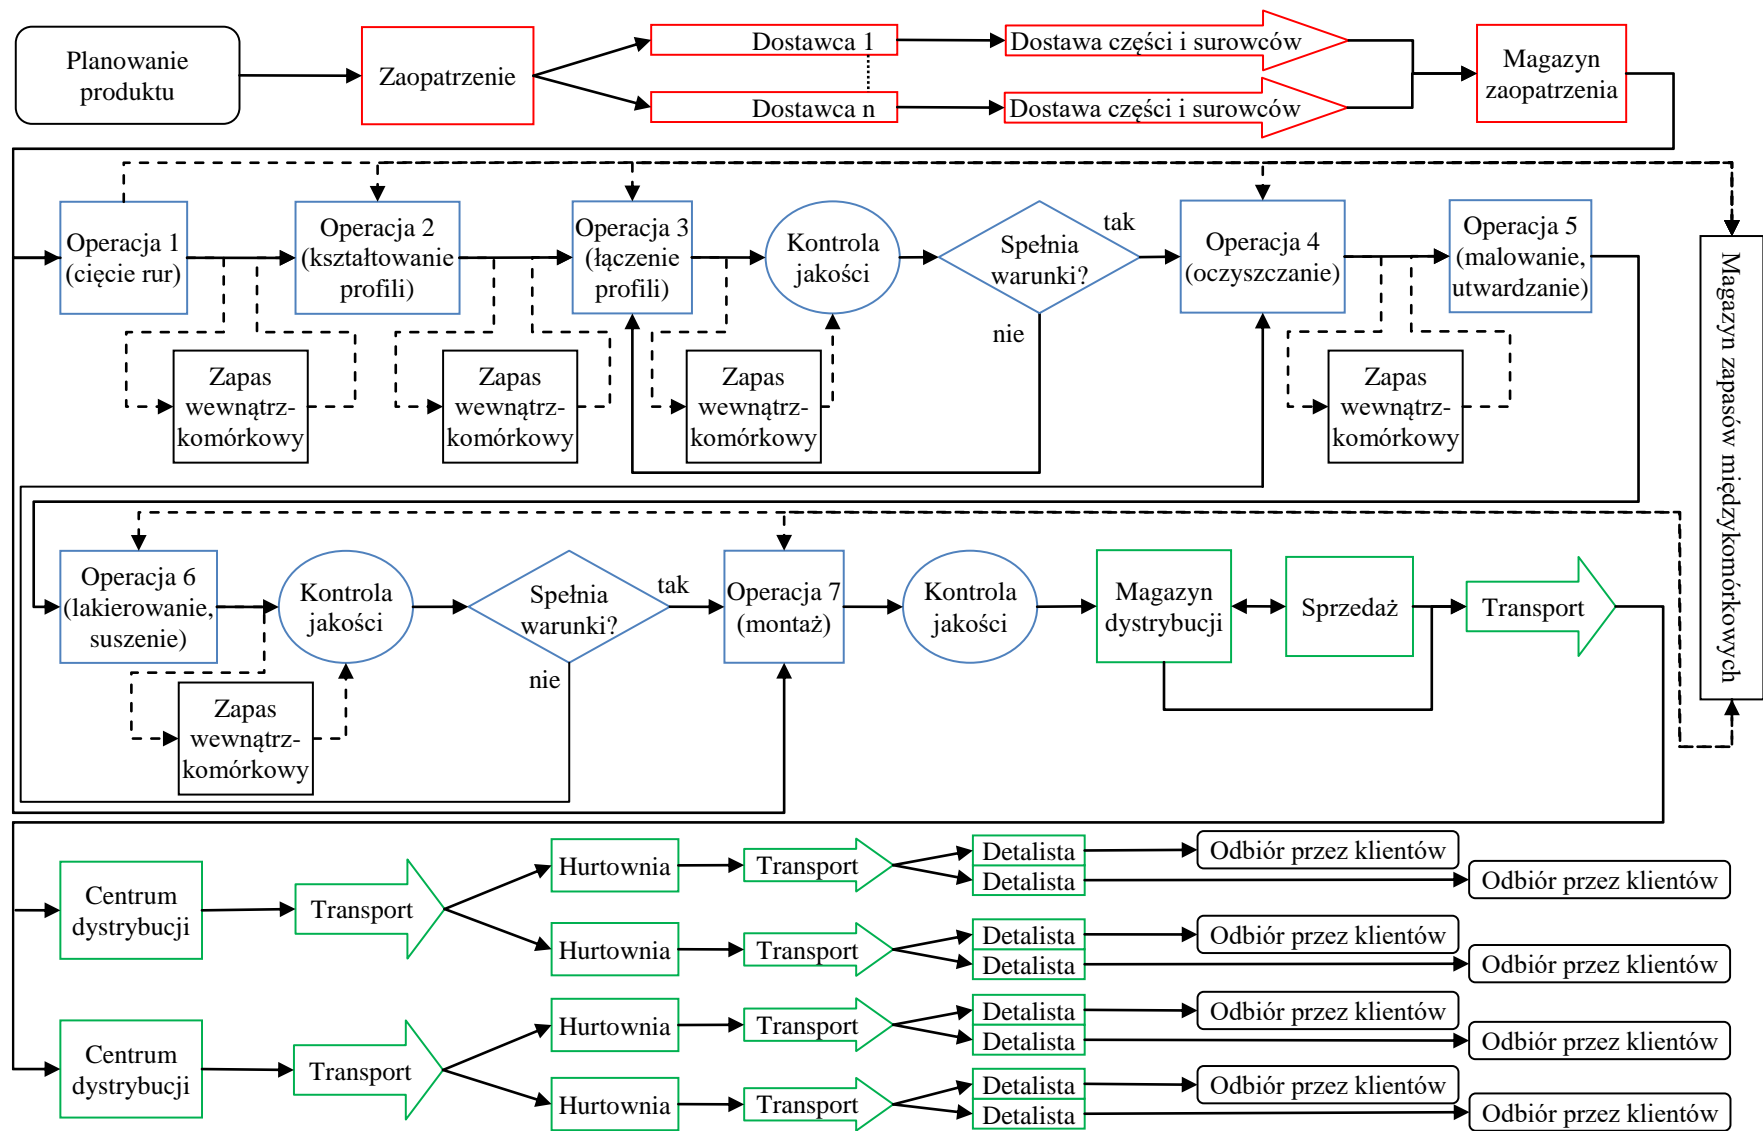 Planowanie
produktu
Zaopatrzenie
Dostawca 1
Dostawa części i surowców
Dostawca n
Dostawa części i surowców
Magazyn
zaopatrzenia
Operacja 1
(cięcie rur)
Operacja 2
(kształtowanie
profili)
Operacja 3
(łączenie
profili)
Kontrola
jakości
Spełnia
warunki?
tak
nie
Operacja 4
(oczyszczanie)
Operacja 5
(malowanie,
utwardzanie)
Magazyn zapasów międzykomórkowych
Zapas
wewnątrz-
komórkowy
Zapas
wewnątrz-
komórkowy
Zapas
wewnątrz-
komórkowy
Zapas
wewnątrz-
komórkowy
Operacja 6
(lakierowanie,
suszenie)
Kontrola
jakości
Spełnia
warunki?
tak
nie
Operacja 7
(montaż)
Kontrola
jakości
Magazyn
dystrybucji
Sprzedaż
Transport
Zapas
wewnątrz-
komórkowy
Centrum
dystrybucji
Transport
Hurtownia
Transport
Detalista
Odbiór przez klientów
Detalista
Odbiór przez klientów
Hurtownia
Transport
Detalista
Odbiór przez klientów
Detalista
Odbiór przez klientów
Centrum
dystrybucji
Transport
Hurtownia
Transport
Detalista
Odbiór przez klientów
Detalista
Odbiór przez klientów
Hurtownia
Transport
Detalista
Odbiór przez klientów
Detalista
Odbiór przez klientów